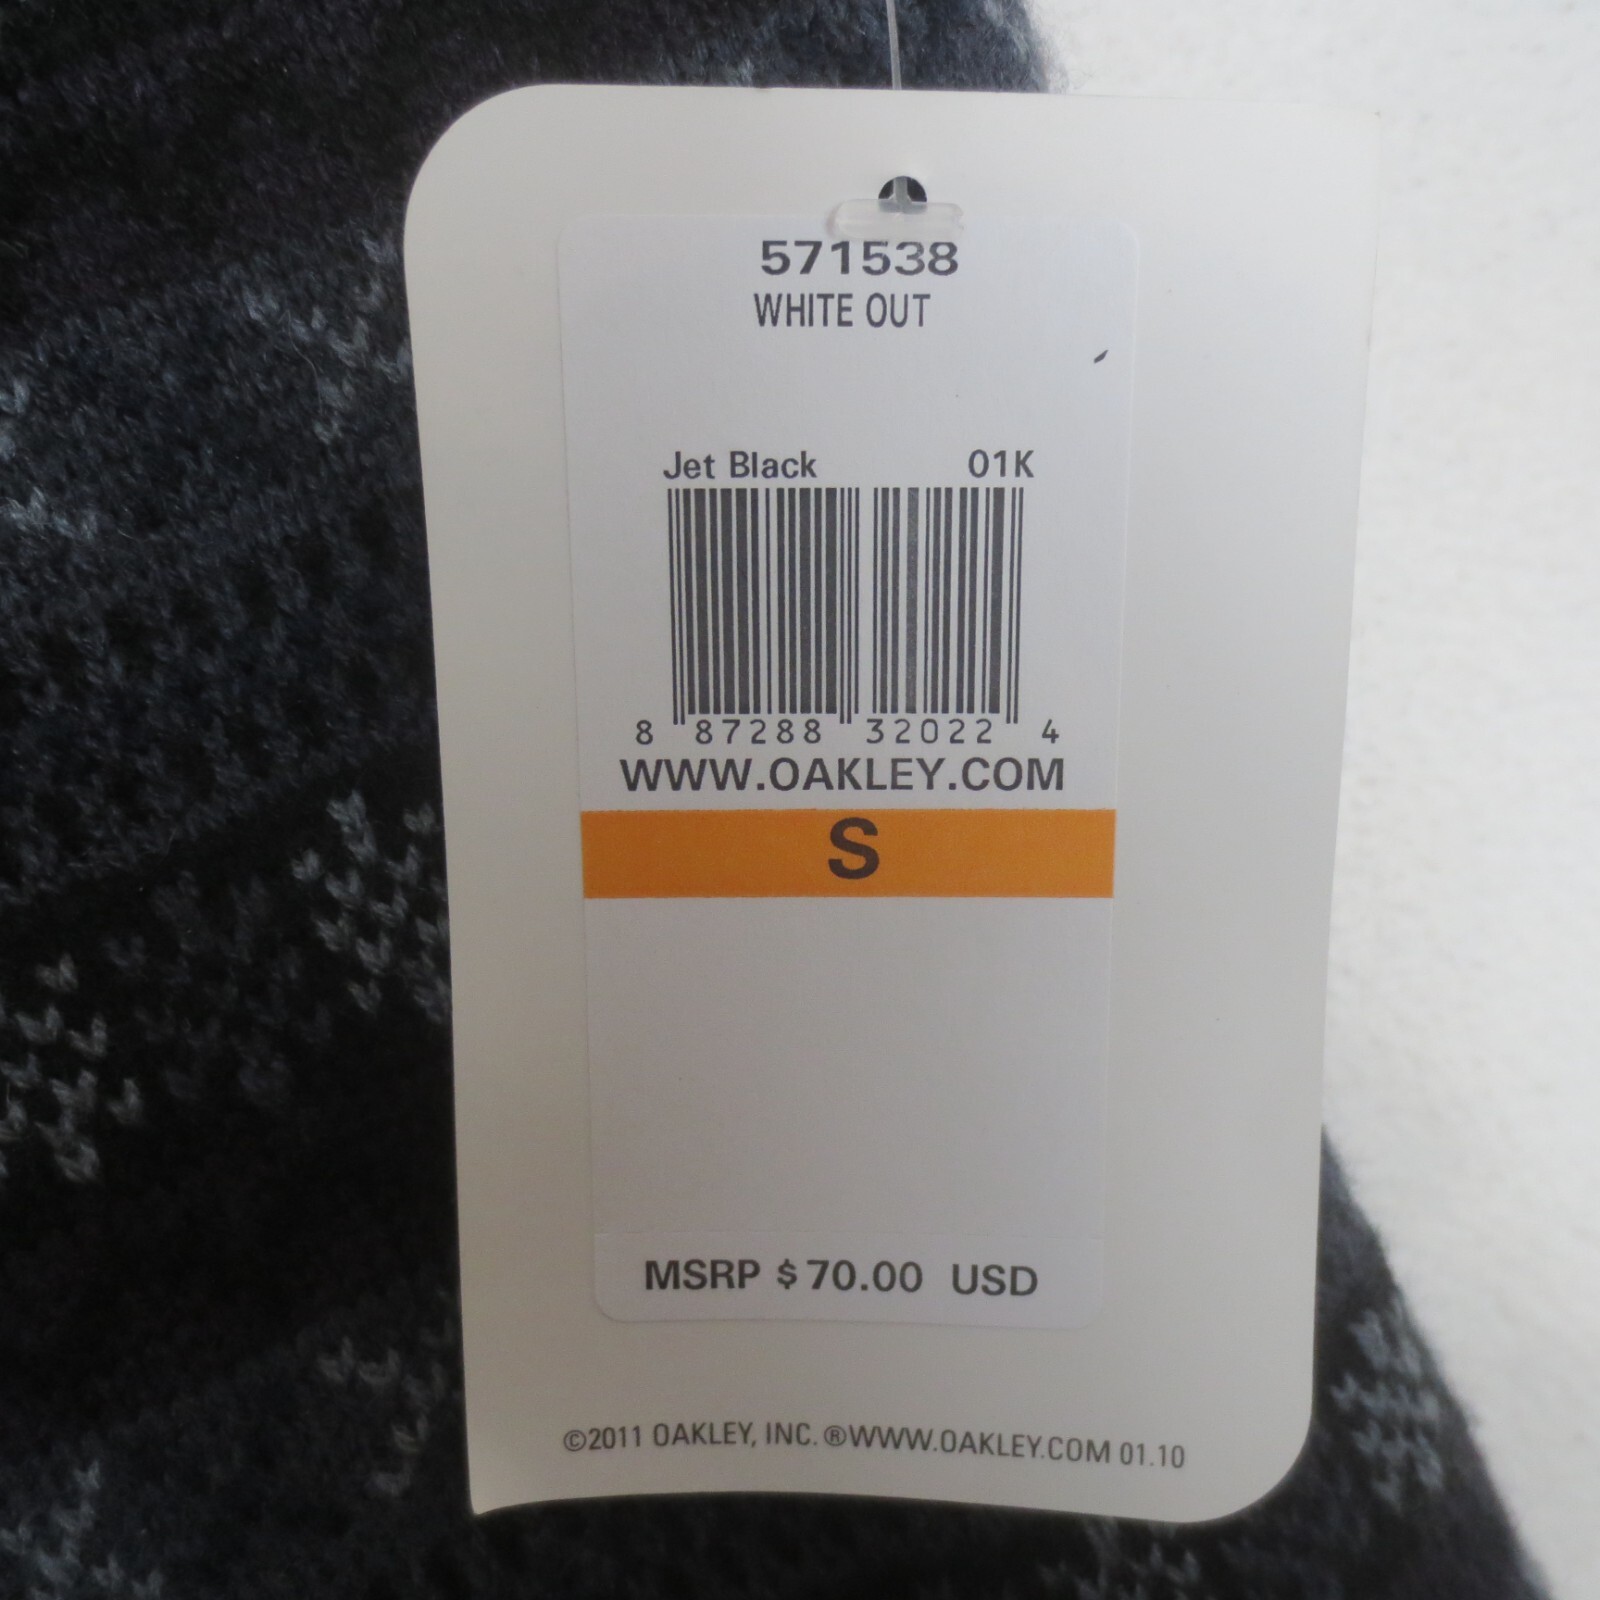 571538
WHITE OUT
Jet Black 01K
8 87288 32022 4
WWW.OAKLEY.COM
S
MSRP $70.00 USD
©2011 OAKLEY, INC. ®WWW.OAKLEY.COM 01.10